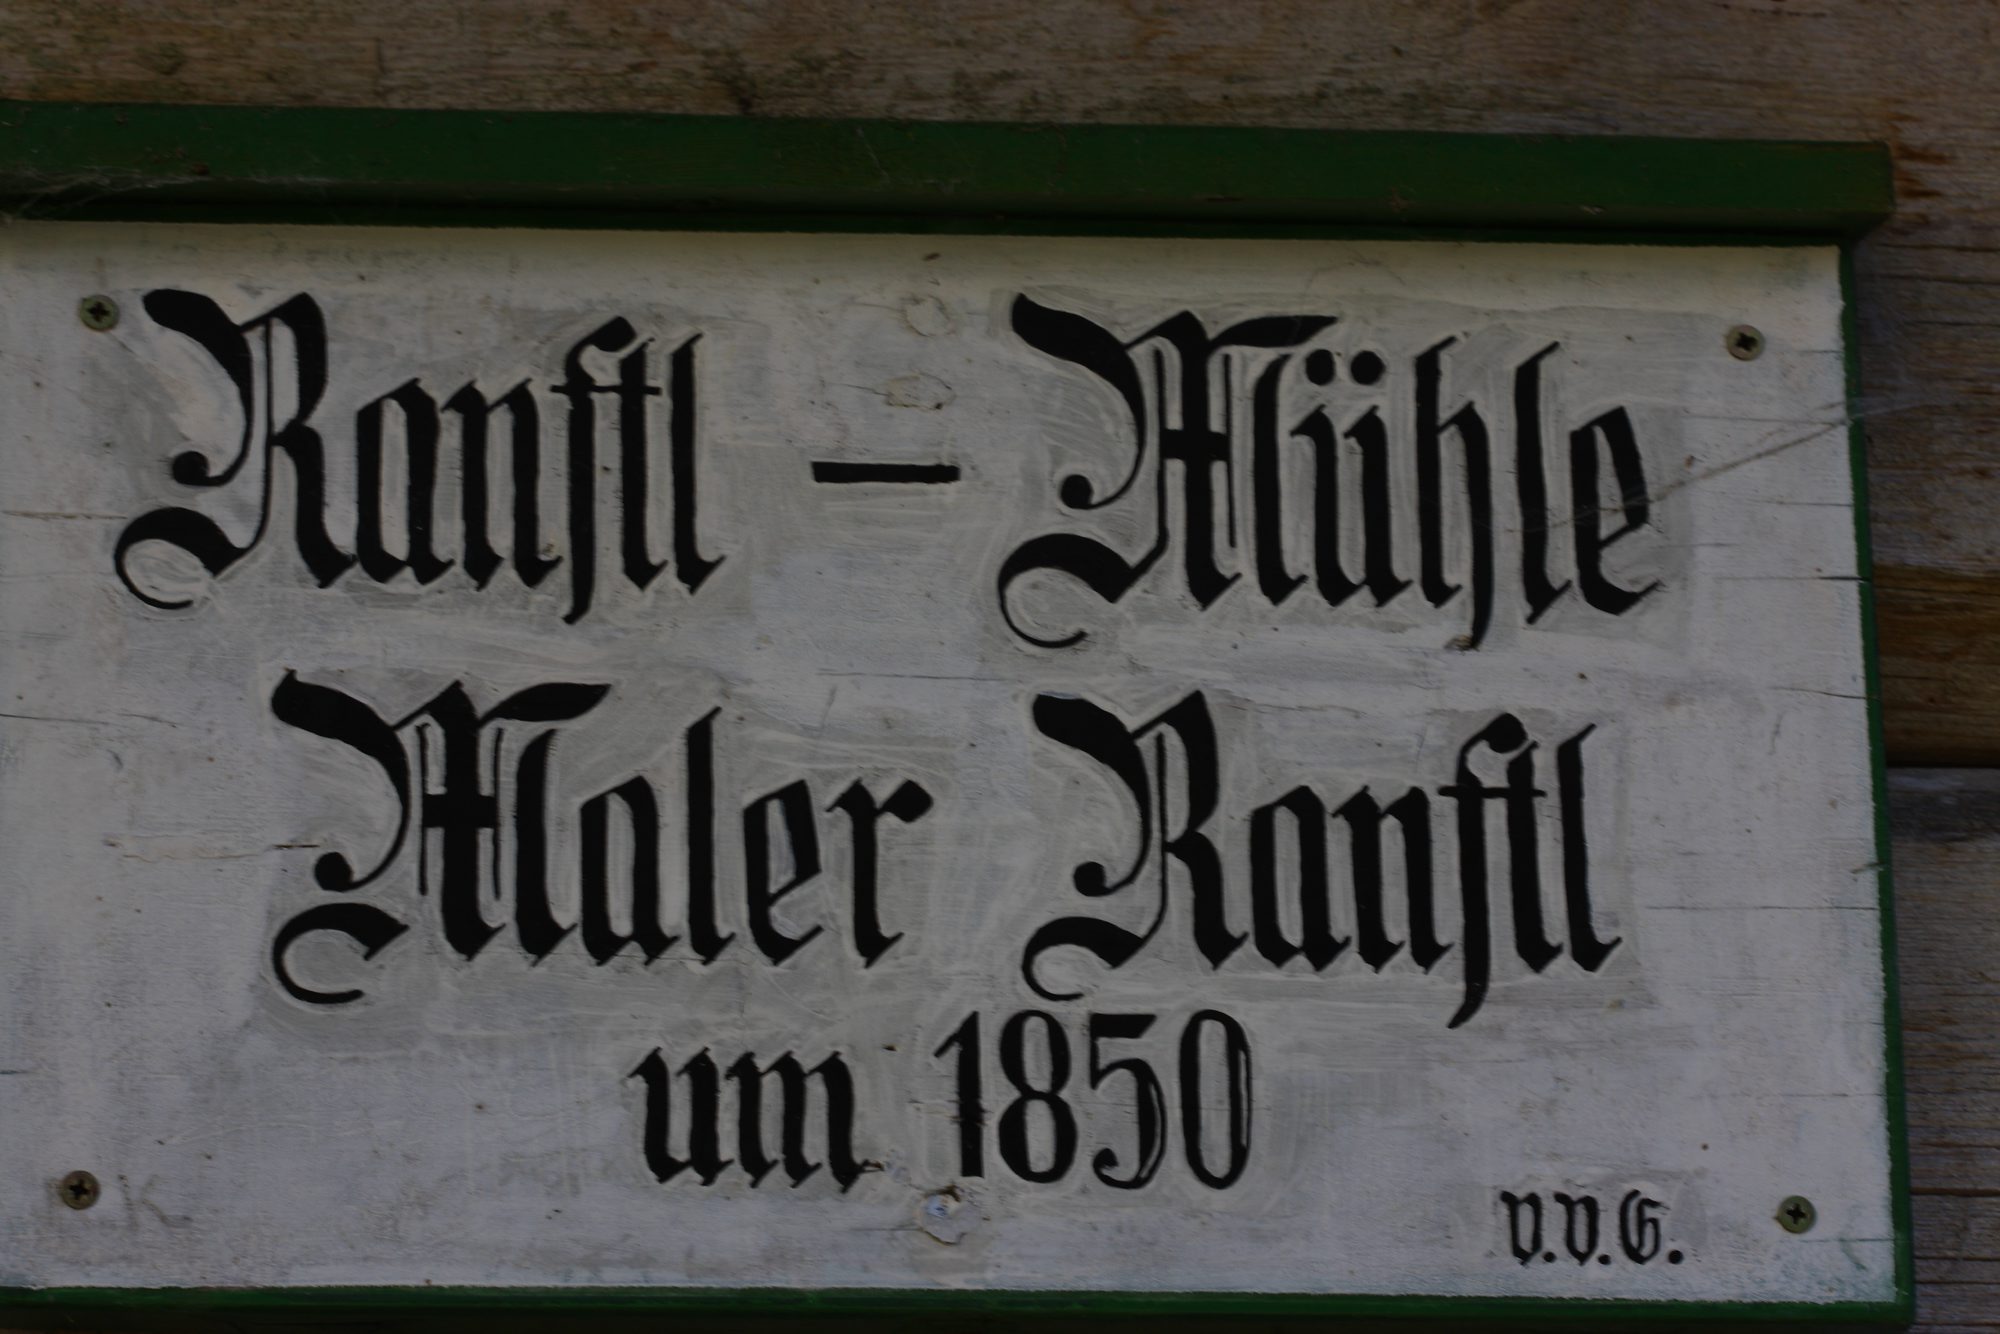 Ranftl – Mühle
Maler Ranftl
um 1850
v.v.G.